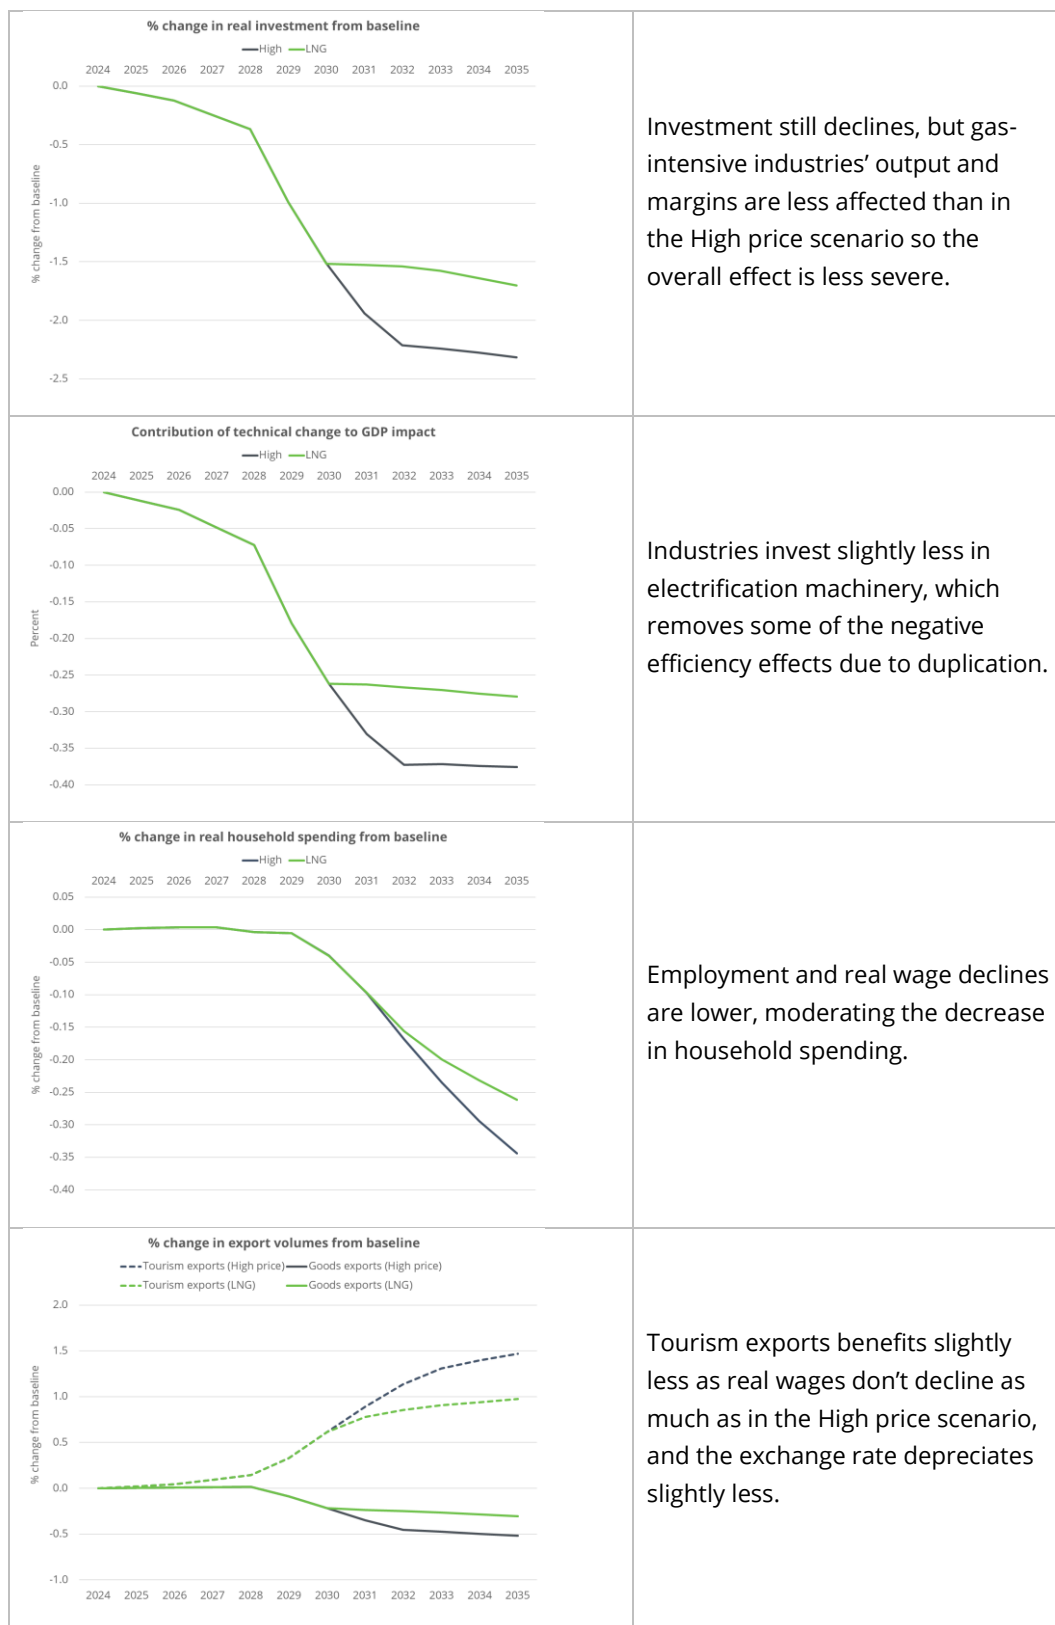 % change in real investment from baseline
High LNG
2024 2025 2026 2027 2028 2029 2030 2031 2032 2033 2034 2035
0.0
-0.5
-1.0
-1.5
-2.0
-2.5
% change from baseline
Investment still declines, but gas-
intensive industries’ output and
margins are less affected than in
the High price scenario so the
overall effect is less severe.
Contribution of technical change to GDP impact
High LNG
2024 2025 2026 2027 2028 2029 2030 2031 2032 2033 2034 2035
0.00
-0.05
-0.10
-0.15
-0.20
-0.25
-0.30
-0.35
-0.40
Percent
Industries invest slightly less in
electrification machinery, which
removes some of the negative
efficiency effects due to duplication.
% change in real household spending from baseline
High LNG
2024 2025 2026 2027 2028 2029 2030 2031 2032 2033 2034 2035
0.05
0.00
-0.05
-0.10
-0.15
-0.20
-0.25
-0.30
-0.35
-0.40
% change from baseline
Employment and real wage declines
are lower, moderating the decrease
in household spending.
% change in export volumes from baseline
Tourism exports (High price) Goods exports (High price)
Tourism exports (LNG) Goods exports (LNG)
2.0
1.5
1.0
0.5
0.0
-0.5
-1.0
% change from baseline
2024 2025 2026 2027 2028 2029 2030 2031 2032 2033 2034 2035
Tourism exports benefits slightly
less as real wages don’t decline as
much as in the High price scenario,
and the exchange rate depreciates
slightly less.